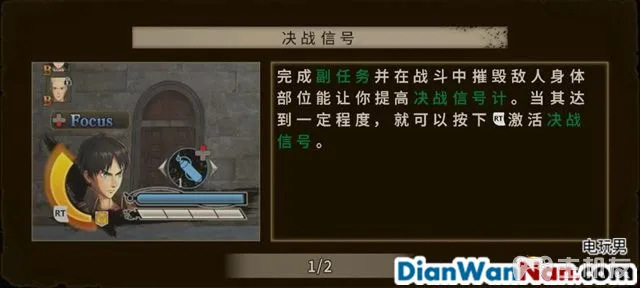 决战信号
完成副任务并在战斗中摧毁敌人身体
部位能让你提高决战信号计。当其达
到一定程度，就可以按下RT激活决战
信号。
B
B
Focus
RT
1/2
电玩男
DianWanNan.com